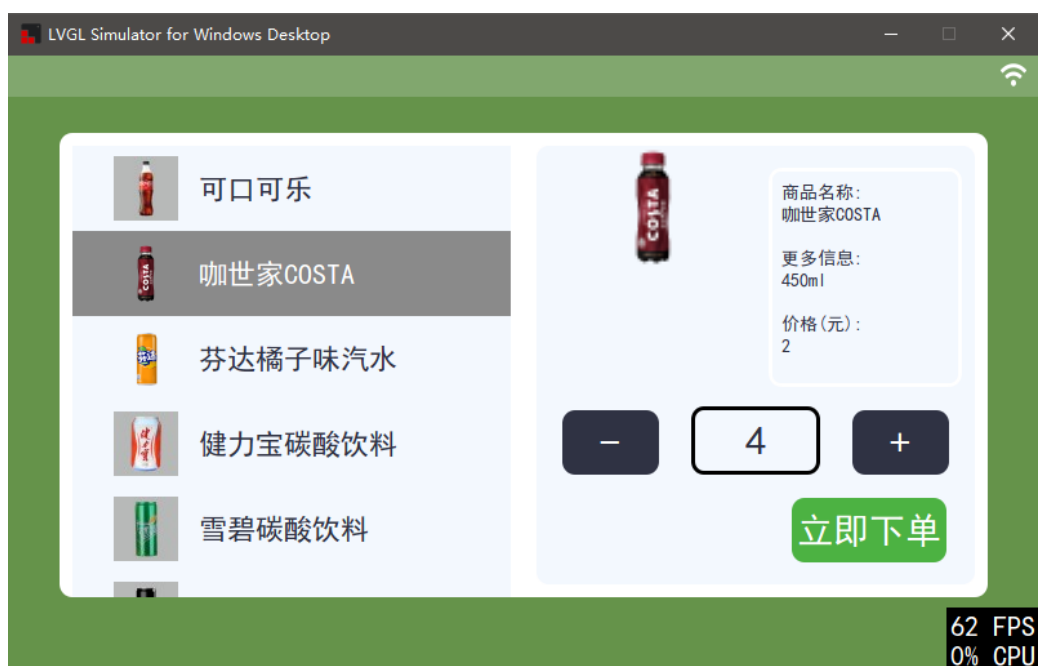 LVGL Simulator for Windows Desktop
可口可乐
咖世家COSTA
芬达橘子味汽水
健力宝碳酸饮料
雪碧碳酸饮料
COSTA
商品名称:
咖世家COSTA
更多信息:
450ml
价格(元):
2
−
4
+
立即下单
62 FPS
0% CPU